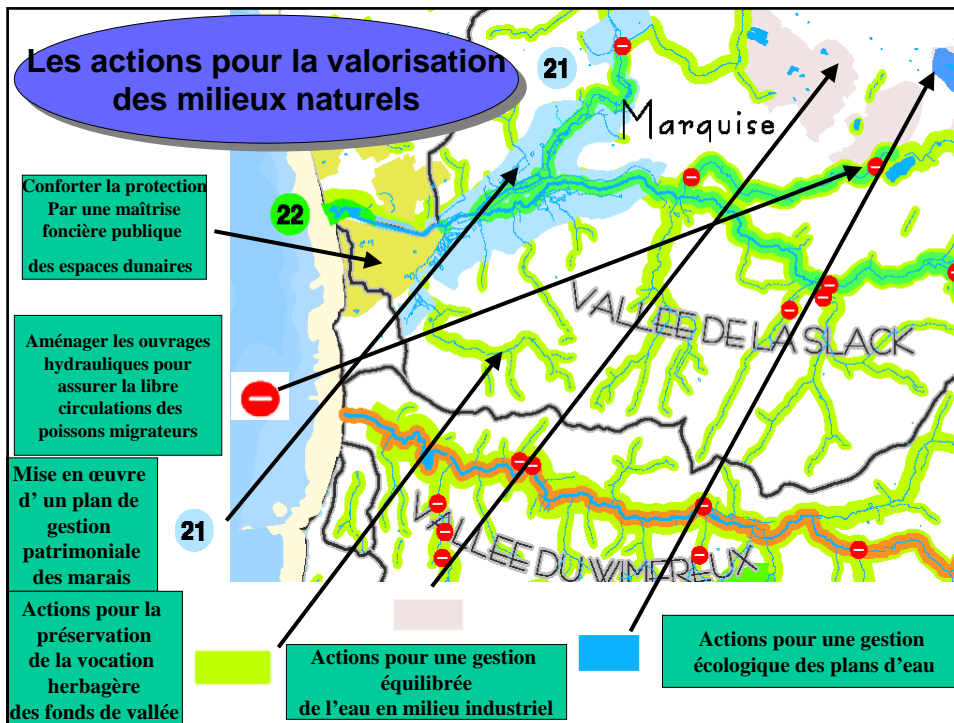 Les actions pour la valorisation
des milieux naturels
21
Marquise
Conforter la protection
Par une maîtrise
foncière publique
des espaces dunaires
22
VALLEE DE LA SLACK
Aménager les ouvrages
hydrauliques pour
assurer la libre
circulations des
poissons migrateurs
Mise en œuvre
d' un plan de
gestion
patrimoniale
des marais
21
VALLEE DU WIMEREUX
Actions pour la
préservation
de la vocation
herbagère
des fonds de vallée
Actions pour une gestion
équilibrée
de l'eau en milieu industriel
Actions pour une gestion
écologique des plans d'eau